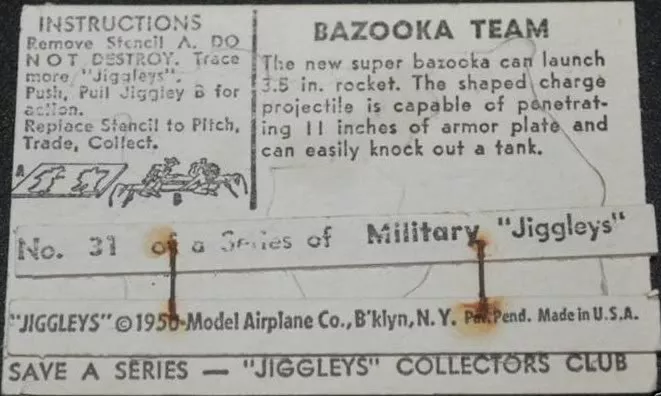 INSTRUCTIONS
Remove Stencil A. DO
NOT DESTROY. Trace
more "Jiggleys".
Push, Pull Jiggley B for
action.
Replace Stencil to Pitch,
Trade, Collect.
A
B
BAZOOKA TEAM
The new super bazooka can launch
3.5 in. rocket. The shaped charge
projectile is capable of penetrat-
ing 11 inches of armor plate and
can easily knock out a tank.
No. 31 of a Series of Military "Jiggleys"
"JIGGLEYS" © 1950 Model Airplane Co., B'klyn, N.Y. Pat. Pend. Made in U.S.A.
SAVE A SERIES — "JIGGLEYS" COLLECTORS CLUB